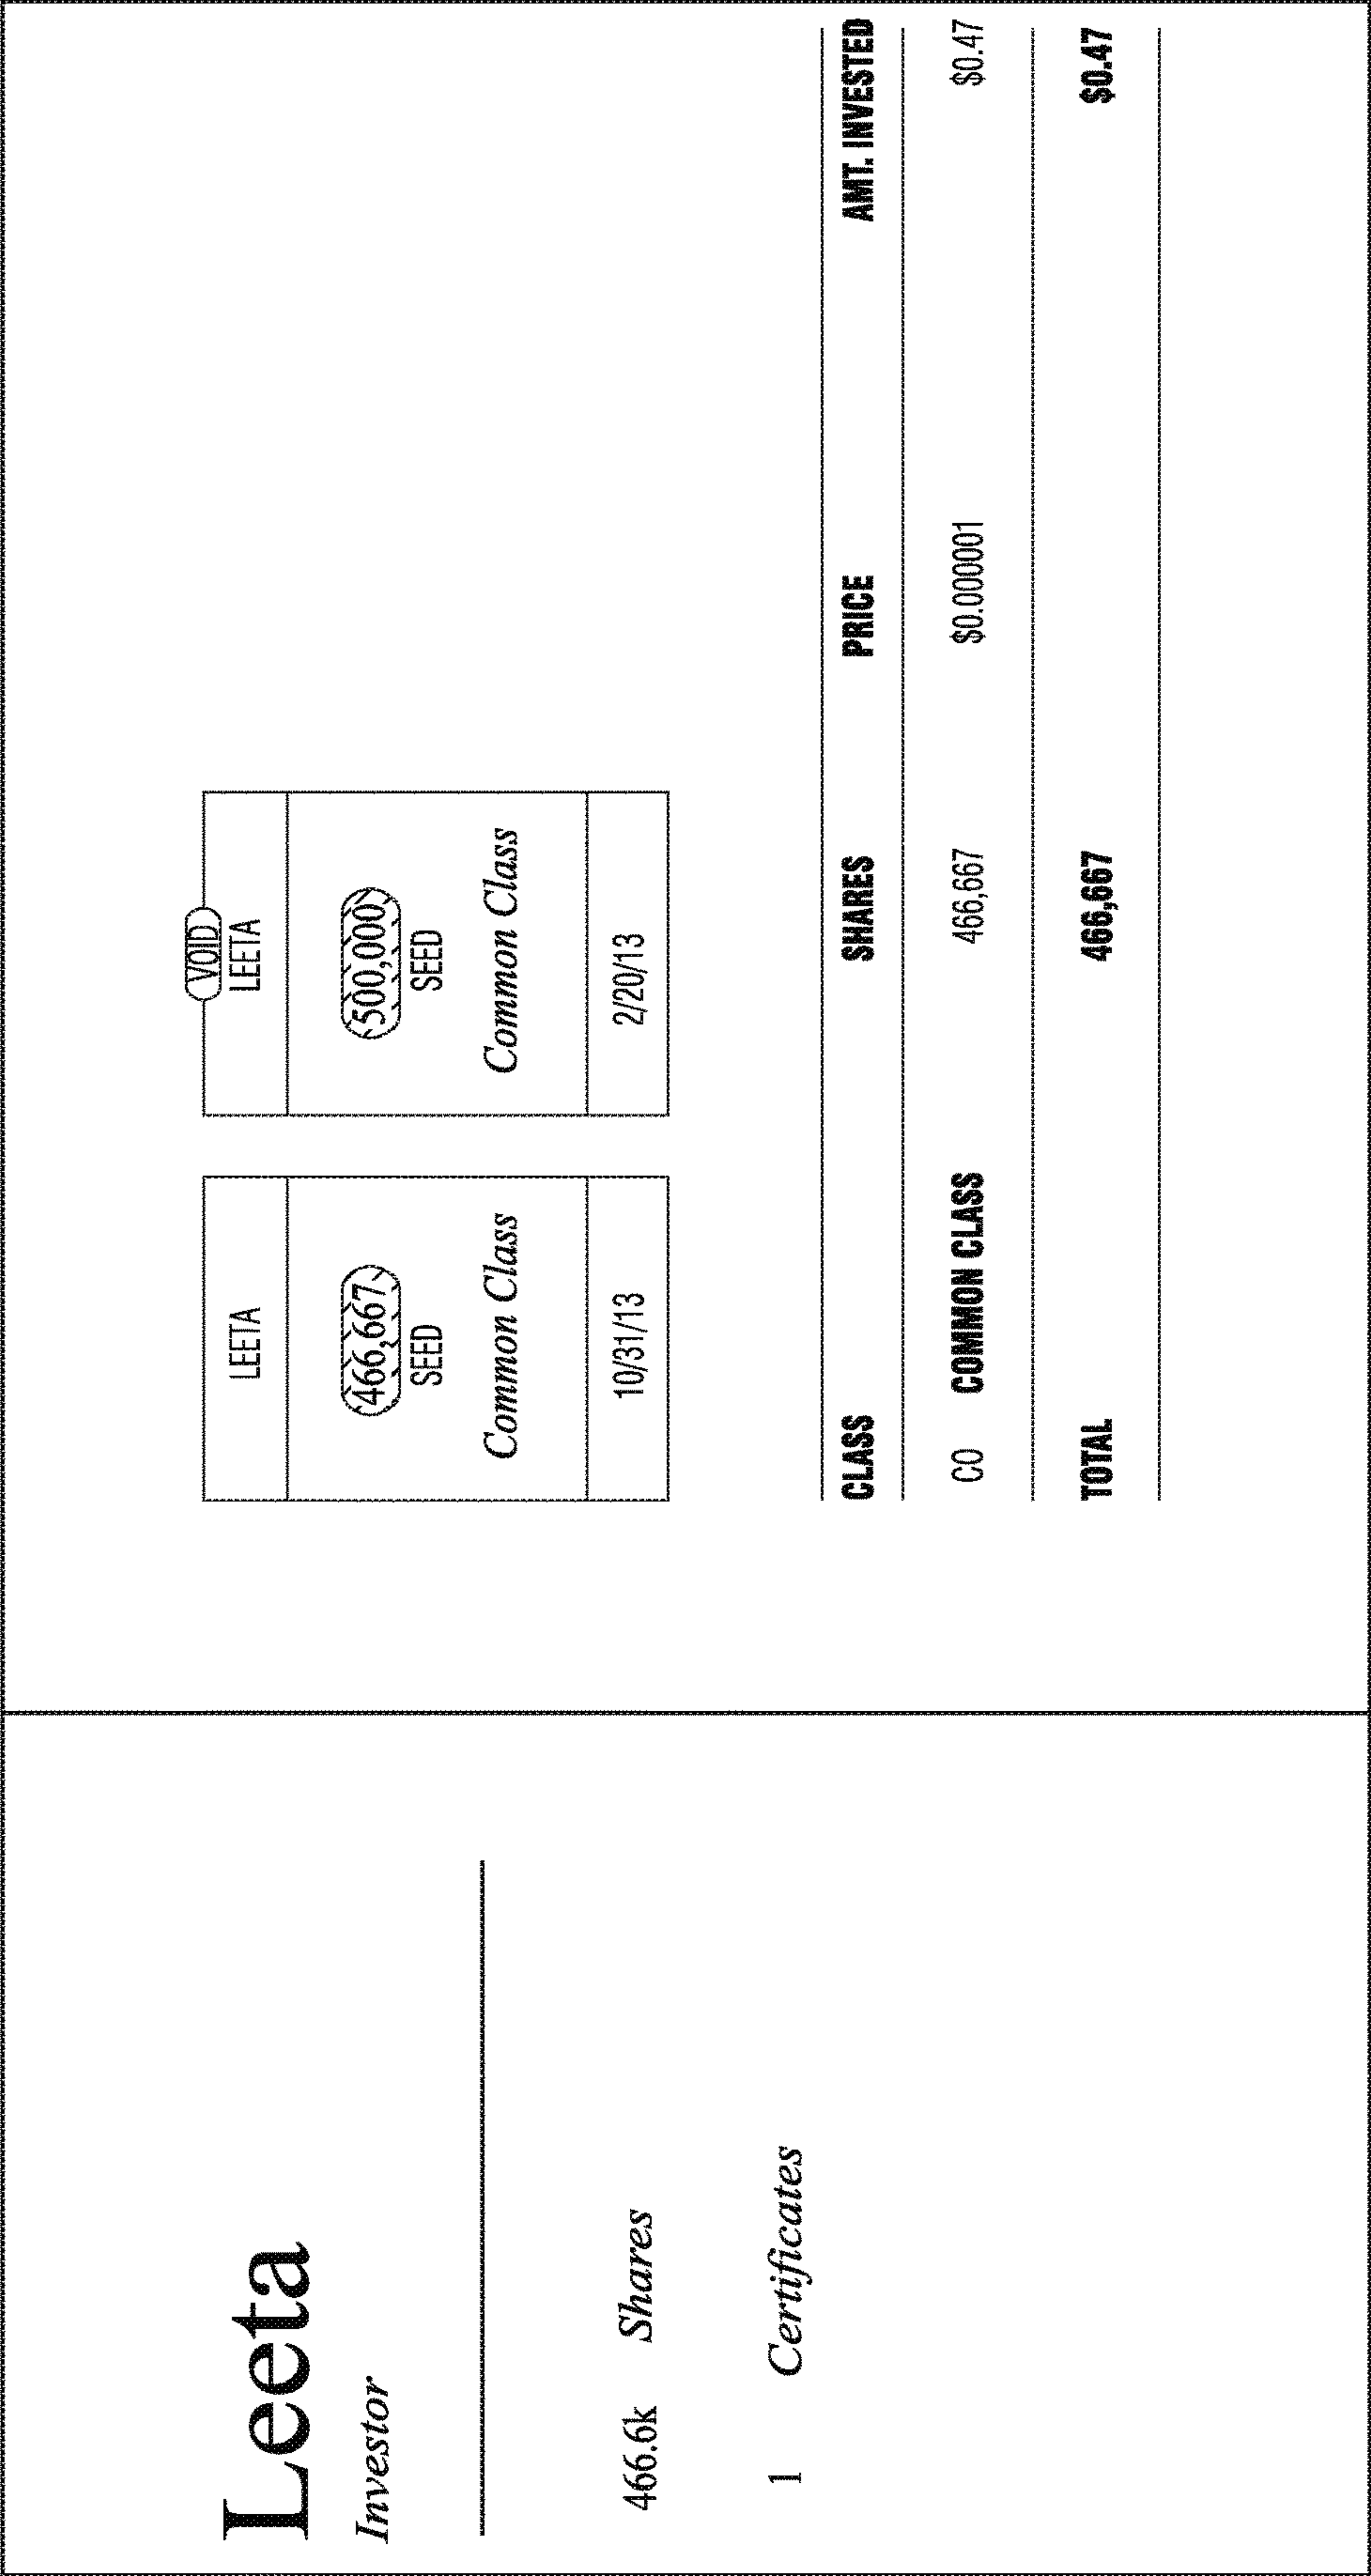 Leeta
Investor
466.6k Shares
1 Certificates
LEETA
466,667
SEED
Common Class
10/31/13
VOID
LEETA
500,000
SEED
Common Class
2/20/13
CLASS SHARES PRICE AMT. INVESTED
CO COMMON CLASS 466,667 $0.000001 $0.47
TOTAL 466,667 $0.47